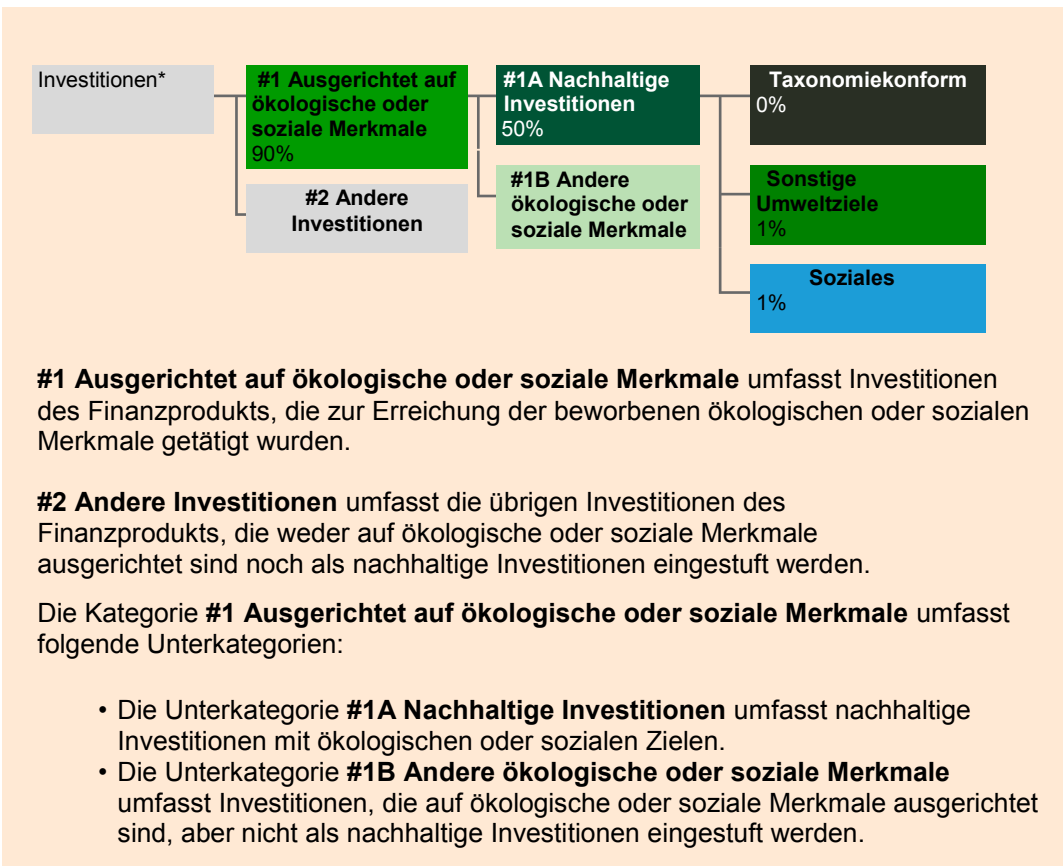 Investitionen*
#1 Ausgerichtet auf
ökologische oder
soziale Merkmale
90%
#2 Andere
Investitionen
#1A Nachhaltige
Investitionen
50%
#1B Andere
ökologische oder
soziale Merkmale
Taxonomiekonform
0%
Sonstige
Umweltziele
1%
Soziales
1%
#1 Ausgerichtet auf ökologische oder soziale Merkmale umfasst Investitionen
des Finanzprodukts, die zur Erreichung der beworbenen ökologischen oder sozialen
Merkmale getätigt wurden.
#2 Andere Investitionen umfasst die übrigen Investitionen des
Finanzprodukts, die weder auf ökologische oder soziale Merkmale
ausgerichtet sind noch als nachhaltige Investitionen eingestuft werden.
Die Kategorie #1 Ausgerichtet auf ökologische oder soziale Merkmale umfasst
folgende Unterkategorien:
• Die Unterkategorie #1A Nachhaltige Investitionen umfasst nachhaltige
Investitionen mit ökologischen oder sozialen Zielen.
• Die Unterkategorie #1B Andere ökologische oder soziale Merkmale
umfasst Investitionen, die auf ökologische oder soziale Merkmale ausgerichtet
sind, aber nicht als nachhaltige Investitionen eingestuft werden.